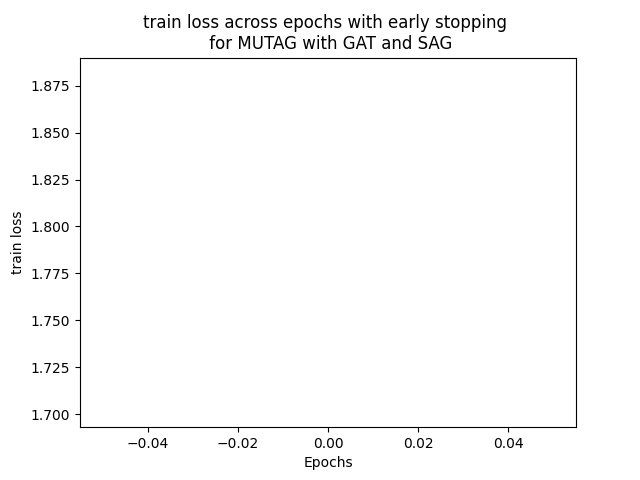 train loss across epochs with early stopping
for MUTAG with GAT and SAG
1.875
1.850
1.825
1.800
1.775
1.750
1.725
1.700
train loss
−0.04 −0.02 0.00 0.02 0.04
Epochs